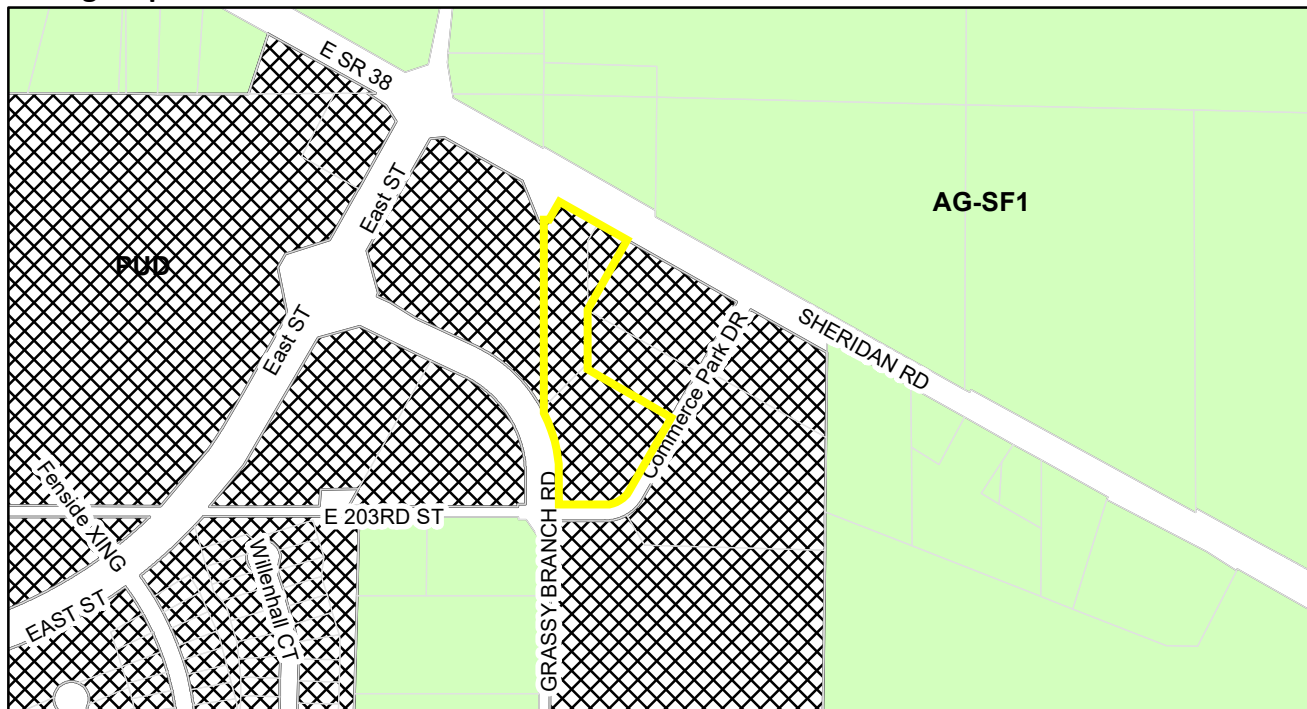 E SR 38
East ST
AG-SF1
PUD
SHERIDAN RD
East ST
Commerce Park DR
Fenside XING
E 203RD ST
Willenhall CT
GRASSY BRANCH RD
EAST ST